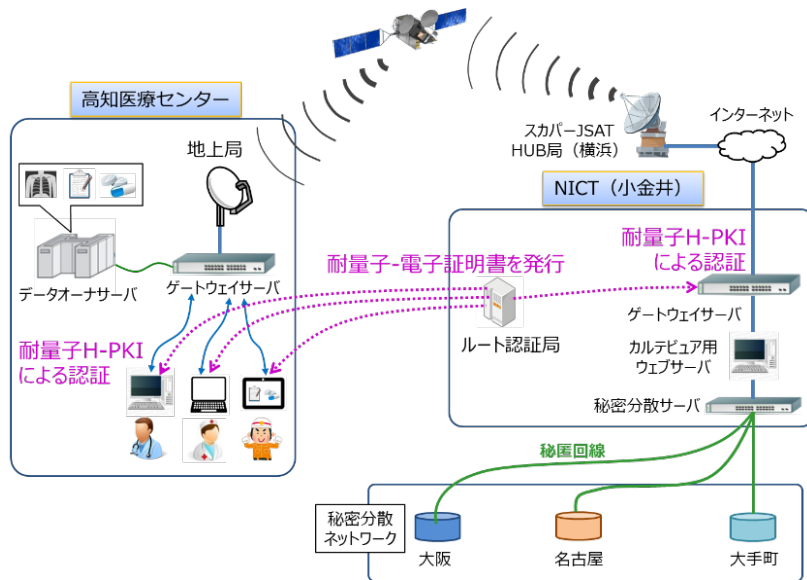 高知医療センター
地上局
データオーナサーバ
ゲートウェイサーバ
耐量子H-PKI
による認証
スカパーJSAT
HUB局（横浜）
インターネット
NICT（小金井）
耐量子-電子証明書を発行
耐量子H-PKI
による認証
ルート認証局
ゲートウェイサーバ
カルテビュア用
ウェブサーバ
秘密分散サーバ
秘匿回線
秘密分散
ネットワーク
大阪
名古屋
大手町